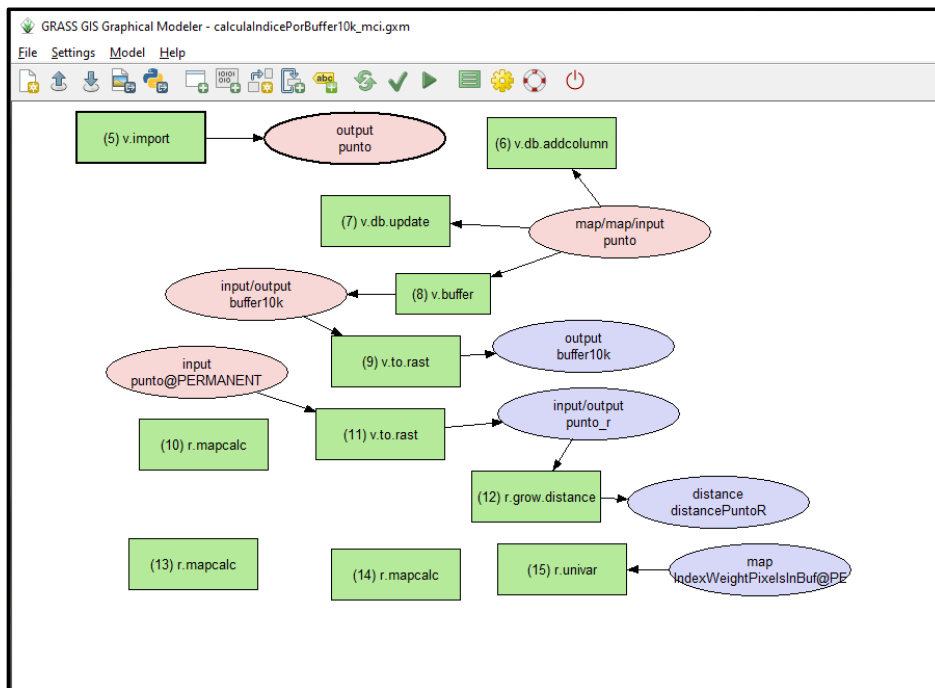 GRASS GIS Graphical Modeler - calculaIndicePorBuffer10k_mci.gxm
File Settings Model Help
(5) v.import
output
punto
(6) v.db.addcolumn
(7) v.db.update
map/map/input
punto
input/output
buffer10k
(8) v.buffer
(9) v.to.rast
output
buffer10k
input
punto@PERMANENT
(10) r.mapcalc
(11) v.to.rast
input/output
punto_r
(12) r.grow.distance
distance
distancePuntoR
(13) r.mapcalc
(14) r.mapcalc
(15) r.univar
map
IndexWeightPixelsInBuf@PE